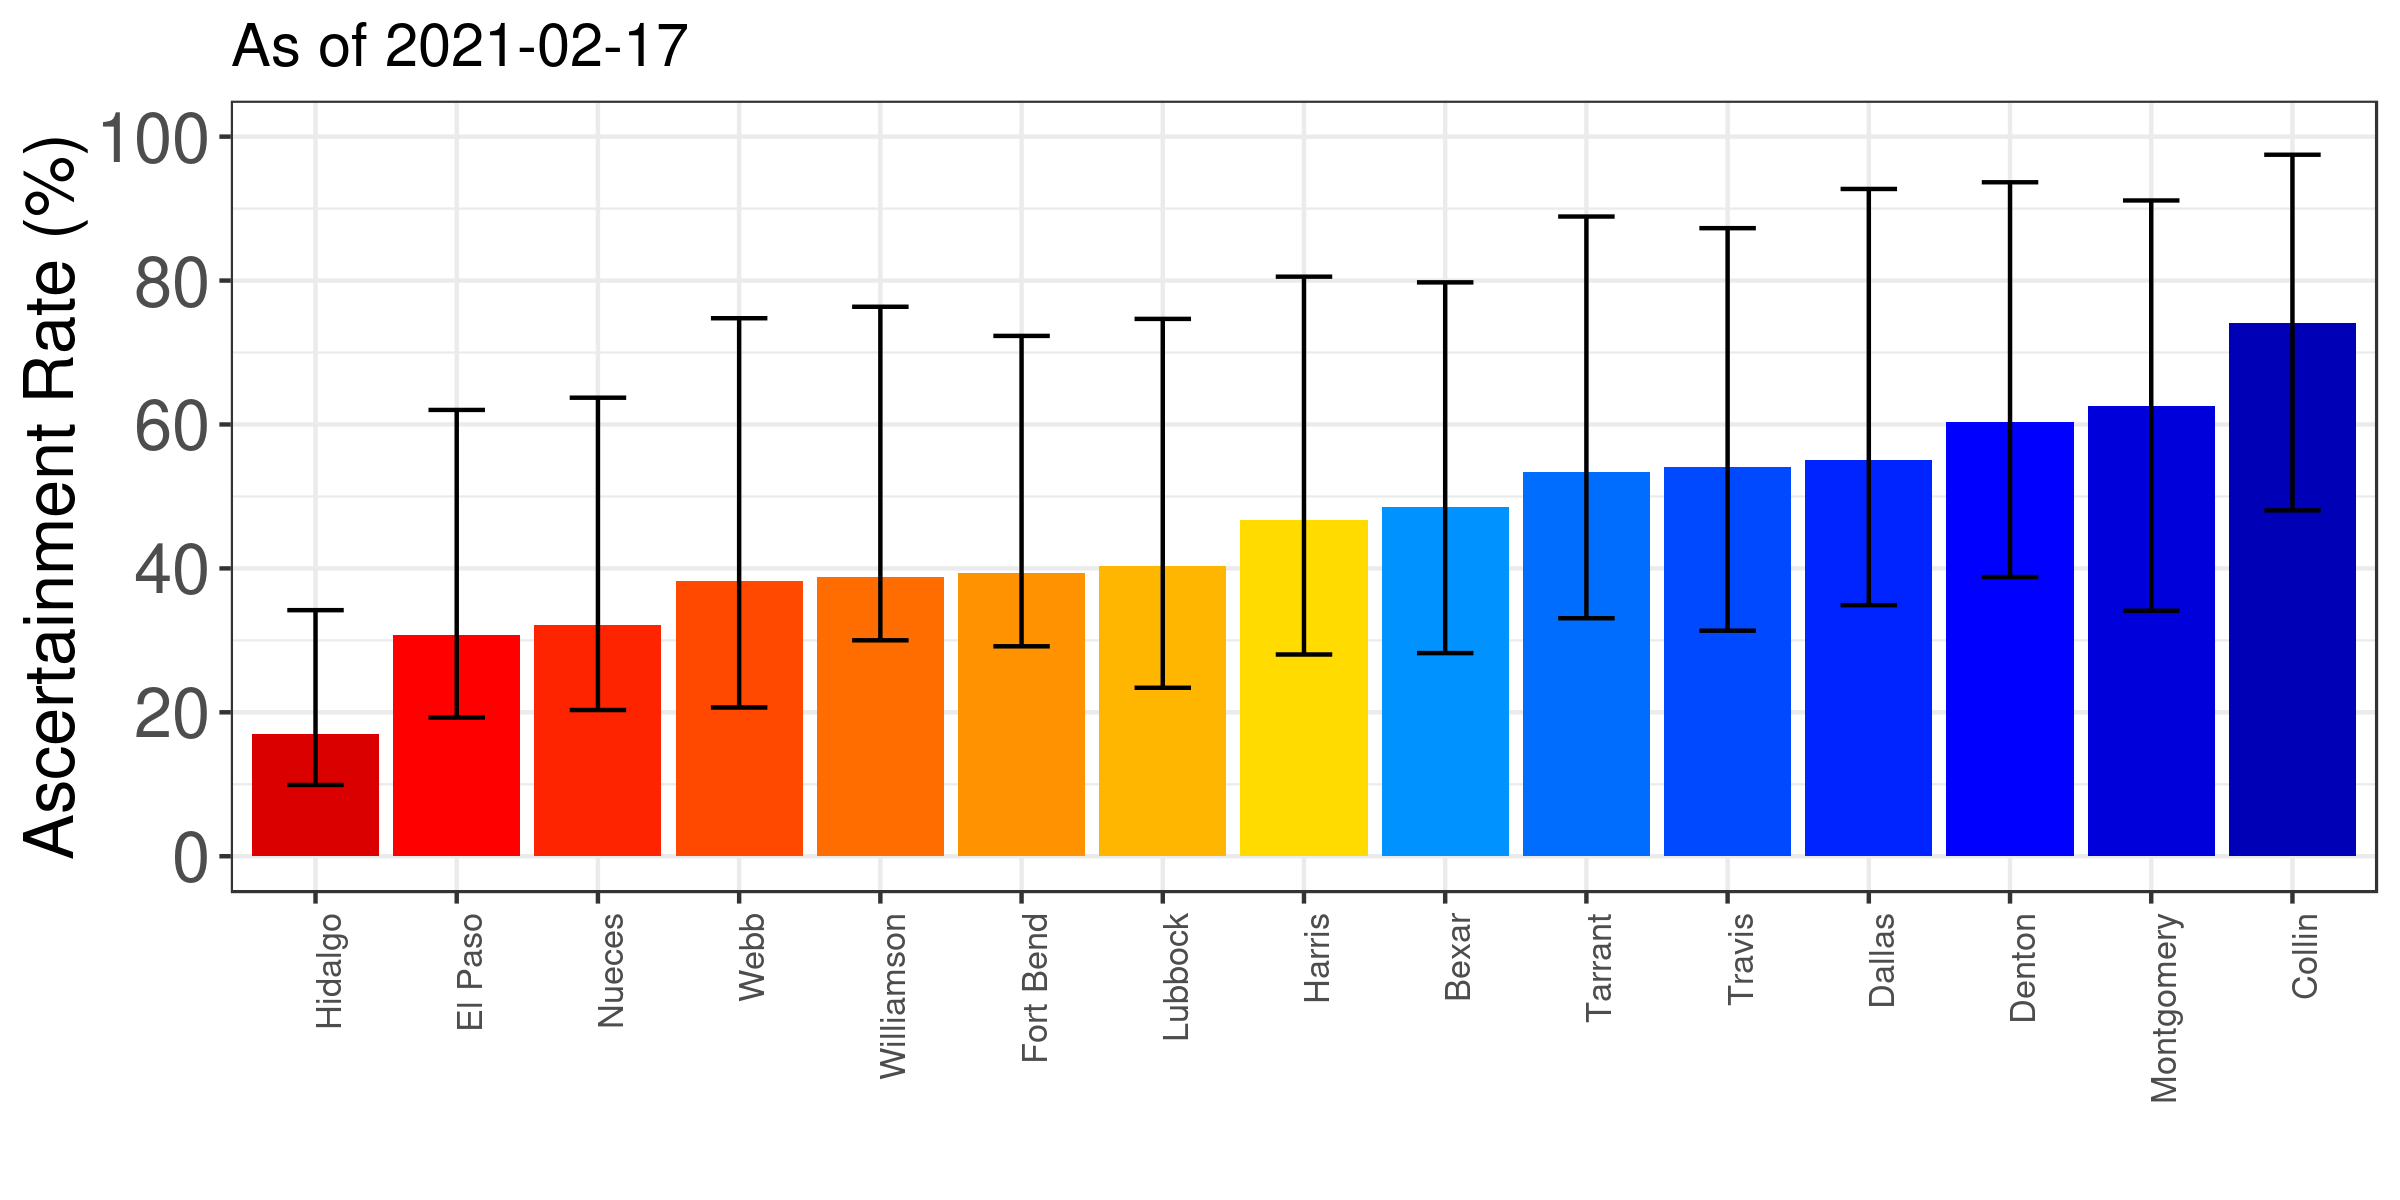 As of 2021-02-17
Ascertainment Rate (%)
100
80
60
40
20
0
Hidalgo
El Paso
Nueces
Webb
Williamson
Fort Bend
Lubbock
Harris
Bexar
Tarrant
Travis
Dallas
Denton
Montgomery
Collin